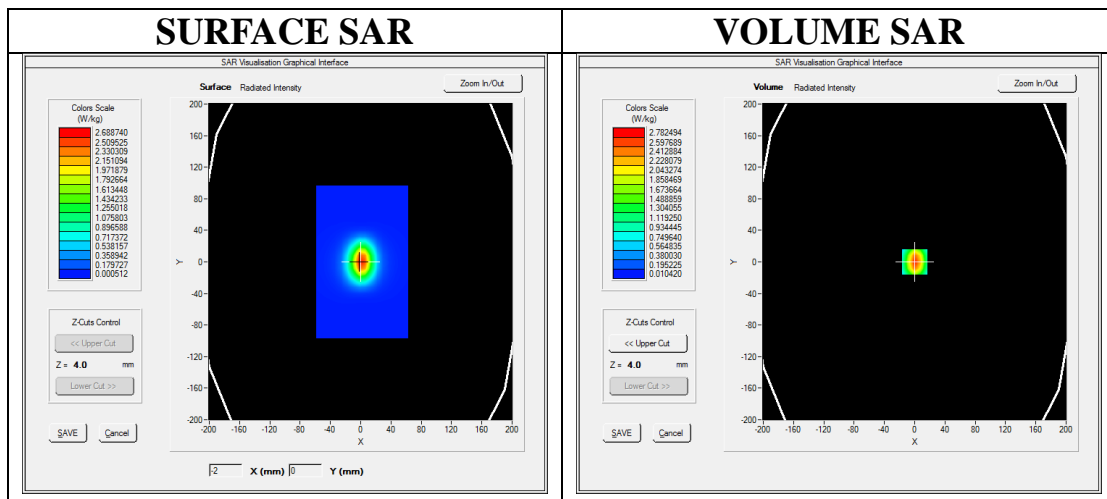 SURFACE SAR
SAR Visualisation Graphical Interface
Surface Radiated Intensity
Zoom In/Out
Colors Scale
(W/kg)
2.688740
2.509525
2.330309
2.151094
1.971879
1.792664
1.613448
1.434233
1.255018
1.075803
0.896588
0.717372
0.538157
0.358942
0.179727
0.000512
Z-Cuts Control
<< Upper Cut
Z = 4.0 mm
Lower Cut >>
SAVE Cancel
200
160
120
80
40
0
-40
-80
-120
-160
-200
Y
-200 -160 -120 -80 -40 0 40 80 120 160 200
X
-2 X (mm) 0 Y (mm)
VOLUME SAR
SAR Visualisation Graphical Interface
Volume Radiated Intensity
Zoom In/Out
Colors Scale
(W/kg)
2.782494
2.597689
2.412884
2.228079
2.043274
1.858469
1.673664
1.488859
1.304055
1.119250
0.934445
0.749640
0.564835
0.380030
0.195225
0.010420
Z-Cuts Control
<< Upper Cut
Z = 4.0 mm
Lower Cut >>
SAVE Cancel
200
160
120
80
40
0
-40
-80
-120
-160
-200
Y
-200 -160 -120 -80 -40 0 40 80 120 160 200
X